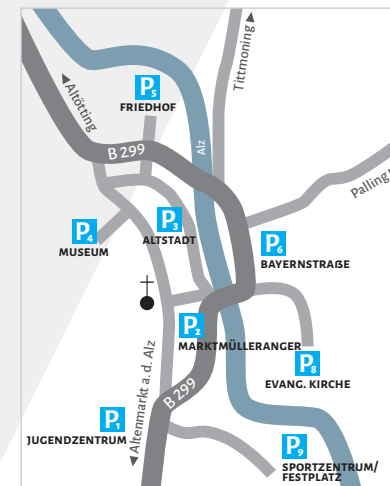 Altötting
P5
FRIEDHOF
Tittmoning
B 299
Alz
Palling
P4
MUSEUM
P3
ALTSTADT
P6
BAYERNSTRAßE
P2
MARKTMÜLLERANGER
P8
EVANG. KIRCHE
Altenmarkt a. d. Alz
B 299
P1
JUGENDZENTRUM
P9
SPORTZENTRUM/
FESTPLATZ